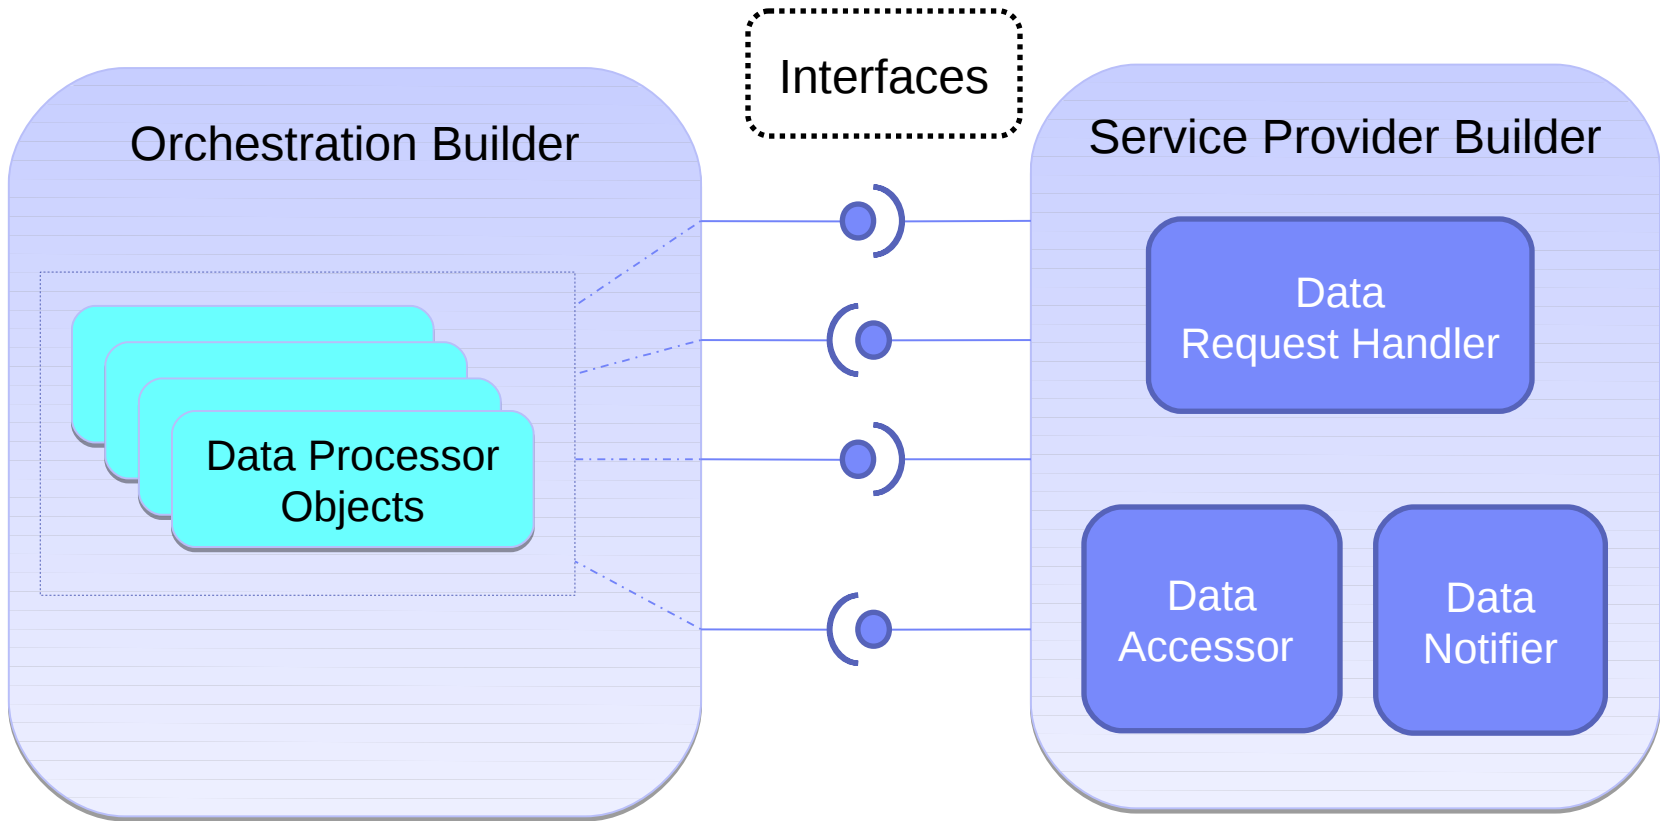 Interfaces
Orchestration Builder
Service Provider Builder
Data Processor
Objects
Data
Request Handler
Data
Accessor
Data
Notifier